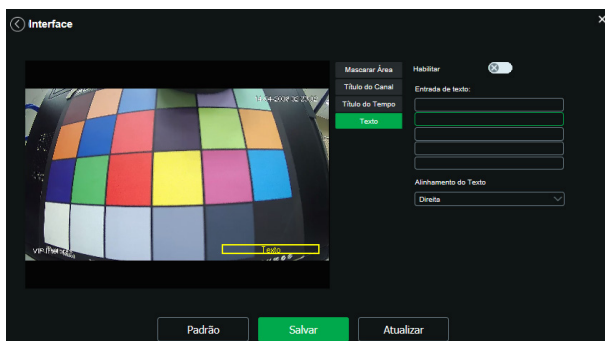 Interface
Mascarar Área
Título do Canal
Título do Tempo
Texto
Habilitar
Entrada de texto:
Alinhamento do Texto
Direita
Texto
Padrão
Salvar
Atualizar